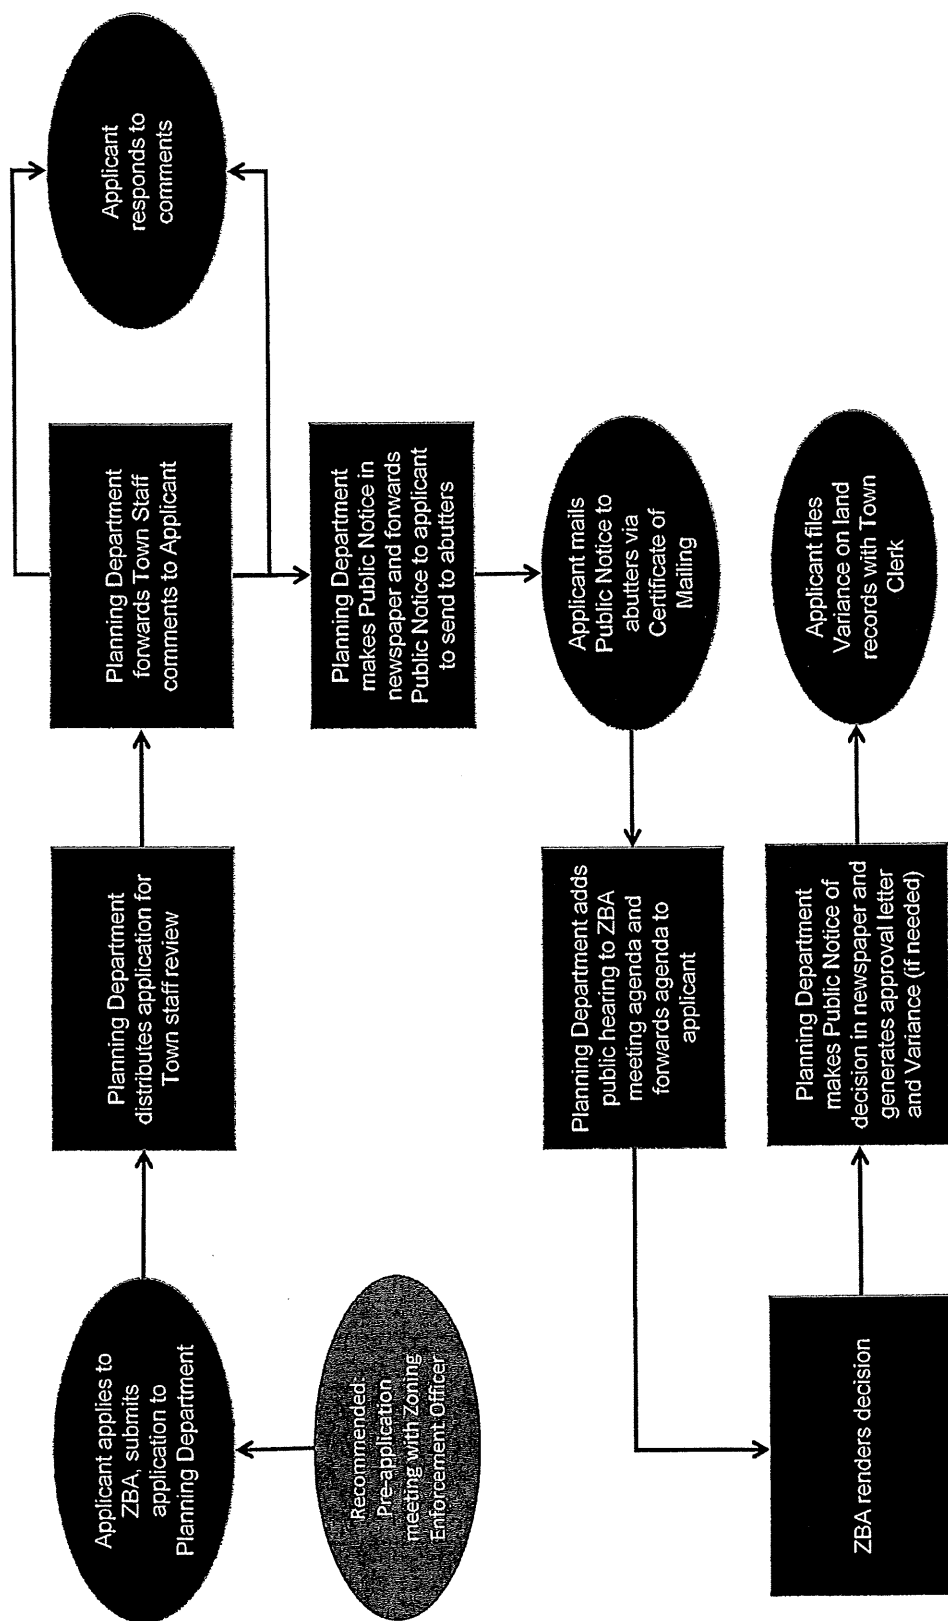 Recommended:
Pre-application
meeting with Zoning
Enforcement Officer
Applicant applies to
ZBA, submits
application to
Planning Department
Planning Department
distributes application for
Town staff review
Planning Department
forwards Town Staff
comments to Applicant
Applicant
responds to
comments
Planning Department
makes Public Notice in
newspaper and forwards
Public Notice to applicant
to send to abutters
Applicant mails
Public Notice to
abutters via
Certificate of
Mailing
Planning Department adds
public hearing to ZBA
meeting agenda and
forwards agenda to
applicant
ZBA renders decision
Planning Department
makes Public Notice of
decision in newspaper and
generates approval letter
and Variance (if needed)
Applicant files
Variance on land
records with Town
Clerk